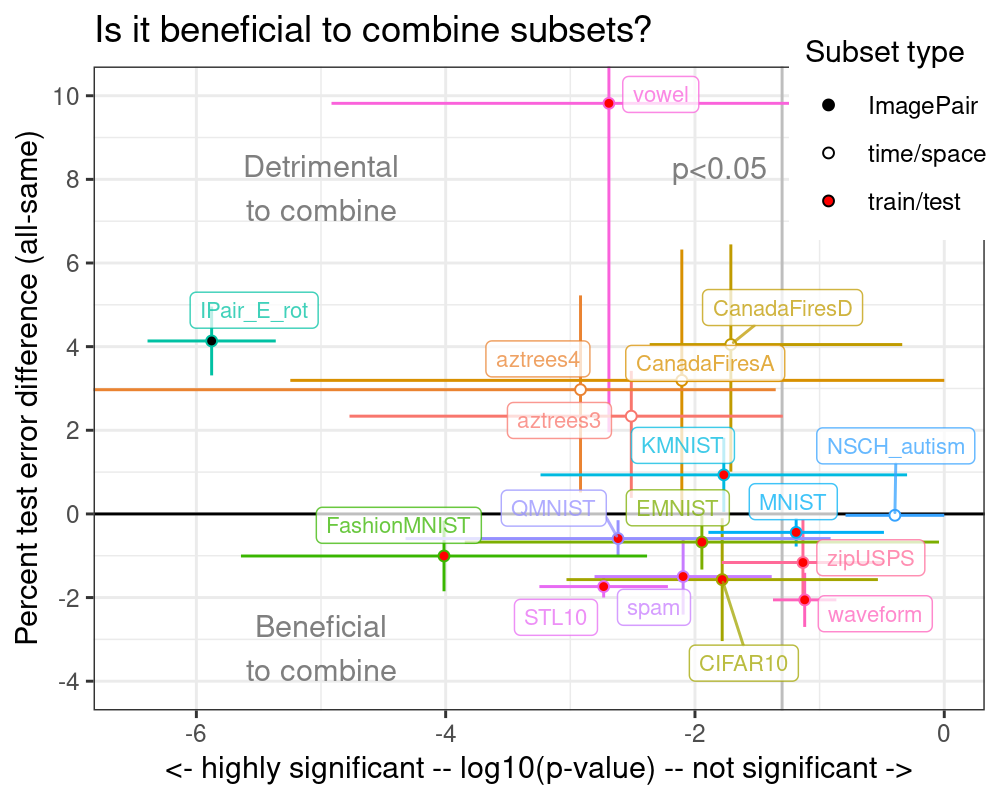 Is it beneficial to combine subsets?
Subset type
ImagePair
time/space
train/test
Percent test error difference (all-same)
10
8
6
4
2
0
-2
-4
vowel
Detrimental
to combine
p<0.05
IPair_E_rot
CanadaFiresD
aztrees4
CanadaFiresA
aztrees3
KMNIST
NSCH_autism
QMNIST
EMNIST
MNIST
FashionMNIST
zipUSPS
STL10
spam
waveform
Beneficial
to combine
CIFAR10
-6
-4
-2
0
<- highly significant -- log10(p-value) -- not significant ->